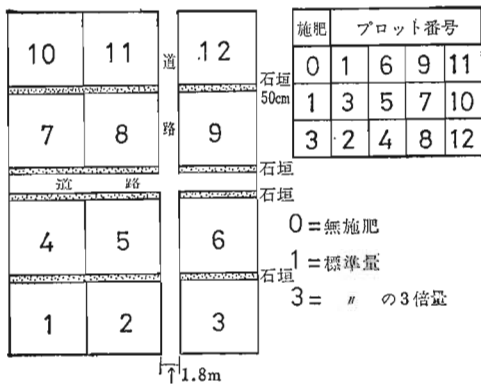 10 11 道 12
石垣
50cm
7 8 路 9
石垣
道 路
石垣
4 5 6
石垣
1 2 3
↑1.8m
施肥 プロット番号
0 1 6 9 11
1 3 5 7 10
3 2 4 8 12
0=無施肥
1=標準量
3= 〃 の3倍量